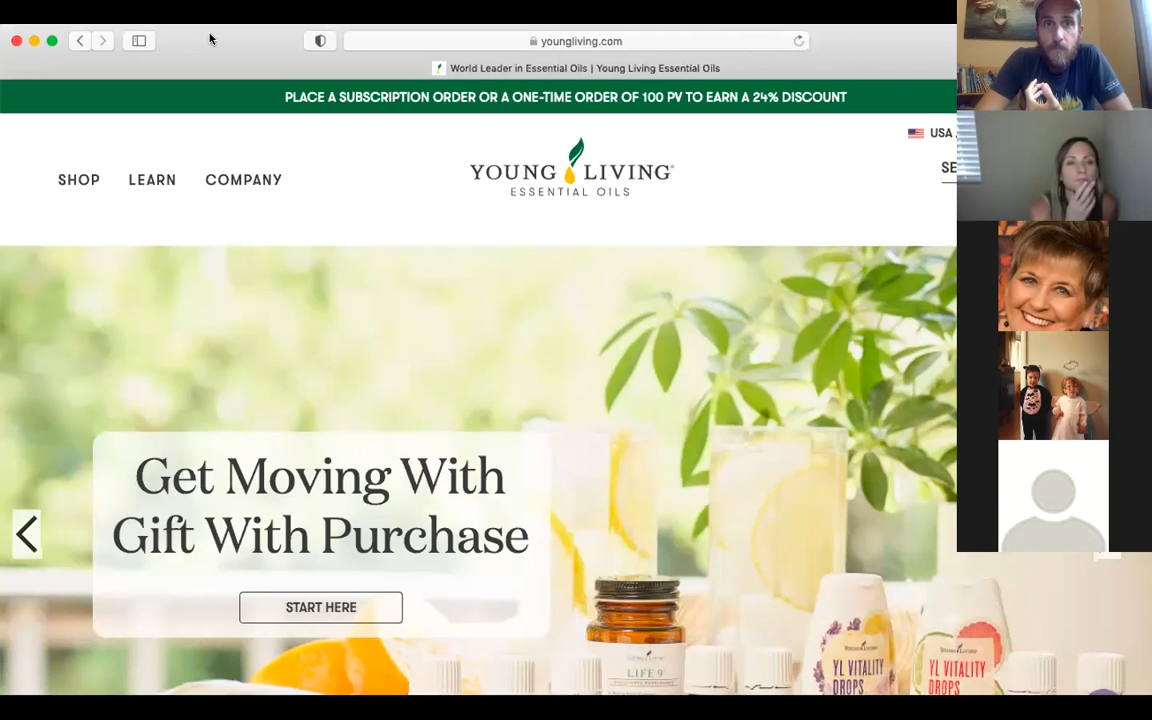 youngliving.com
World Leader in Essential Oils | Young Living Essential Oils
PLACE A SUBSCRIPTION ORDER OR A ONE-TIME ORDER OF 100 PV TO EARN A 24% DISCOUNT
USA
SE
SHOP LEARN COMPANY
YOUNG LIVING®
ESSENTIAL OILS
Get Moving With
Gift With Purchase
START HERE
YOUNG LIVING
LIFE 9
YL VITALITY
DROPS
YL VITALITY
DROPS